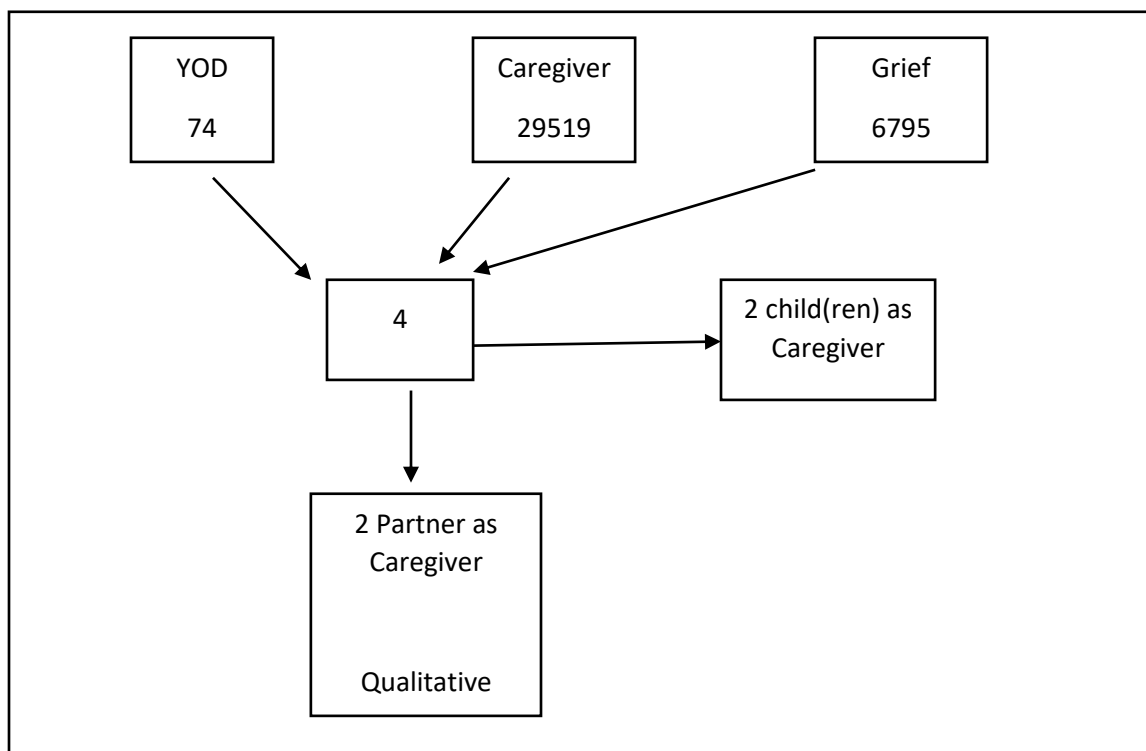 YOD
74
Caregiver
29519
Grief
6795
4
2 child(ren) as
Caregiver
2 Partner as
Caregiver
Qualitative